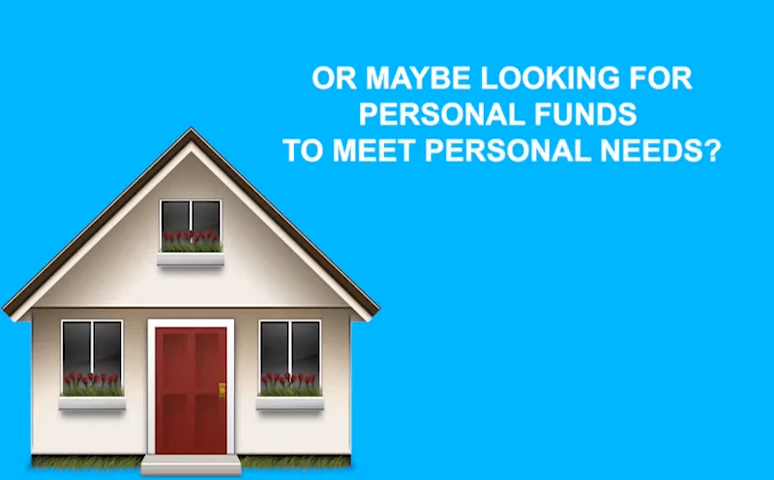 OR MAYBE LOOKING FOR
PERSONAL FUNDS
TO MEET PERSONAL NEEDS?